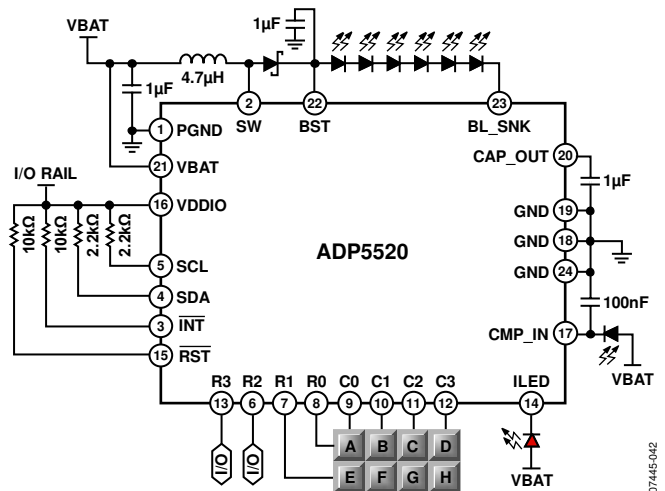 1µF
VBAT
4.7µH
1µF
2
22
23
SW
BST
BL_SNK
1
PGND
CAP_OUT
20
21
VBAT
1µF
I/O RAIL
16
VDDIO
GND
19
10kΩ
10kΩ
2.2kΩ
2.2kΩ
ADP5520
GND
18
5
SCL
GND
24
4
SDA
100nF
3
INT
CMP_IN
17
15
RST
VBAT
R3
R2
R1
R0
C0
C1
C2
C3
ILED
13
6
7
8
9
10
11
12
14
I/O
I/O
A
B
C
D
E
F
G
H
VBAT
07445-042